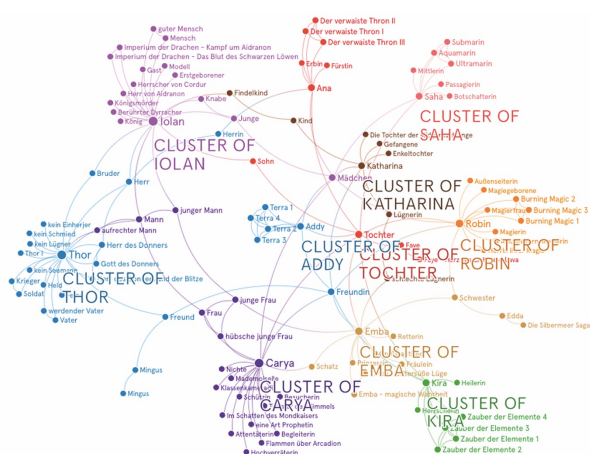 Der verwaiste Thron II
Der verwaiste Thron I
Der verwaiste Thron III
Erbin
Fürstin
Ana
guter Mensch
Mensch
Imperium der Drachen - Kampf um Aidranon
Imperium der Drachen - Das Blut des Schwarzen Löwen
Gast
Modell
Erstgeborener
Herrscher von Cordur
Herr von Aidranon
Königsmörder
Knabe
Findelkind
Berührter Dyrracher
König
Iolan
Junge
Kind
Herrin
CLUSTER OF
IOLAN
Sohn
Submarin
Aquamarin
Ultramarin
Mittlerin
Passagierin
Saha
Botschafterin
CLUSTER OF
SAHA
Die Tochter der
Gefangene
Enkeltochter
Katharina
Mädchen
CLUSTER OF
KATHARINA
Lügnerin
Außenseiterin
Magiegeborene
Burning Magic 2
Magierfrau
Burning Magic 3
Burning Magic 1
Robin
Magierin
CLUSTER OF
ROBIN
Bruder
Herr
Mann
junger Mann
aufrechter Mann
Terra 1
Terra 4
Terra 2
Terra 3
Addy
CLUSTER OF
ADDY
Tochter
Fave
CLUSTER OF
TOCHTER
kein Einherjer
kein Schmied
kein Lügner
Thor I
Thor
Herr des Donners
Gott des Donners
kein Seemann
der Blitze
Krieger
Held
Soldat
CLUSTER OF
THOR
werdender Vater
Vater
Freundin
Freund
junge Frau
Frau
hübsche junge Frau
Schwester
Edda
Die Silbermeer Saga
Emba
Retterin
Fräulein
CLUSTER OF
EMBA
Schatz
Emba - magische Wahrheit
Mingus
Mingus
Carya
Nichte
Mademoiselle
Klassenkameradin
Schützin
Besucherin
CLUSTER OF
CARYA
Im Schatten des Mondkaisers
eine Art Prophetin
Attentäterin
Begleiterin
Flammen über Arcadion
Hochverräterin
Kira
Heilerin
CLUSTER OF
KIRA
Zauber der Elemente 4
Zauber der Elemente 3
Zauber der Elemente 1
Zauber der Elemente 2